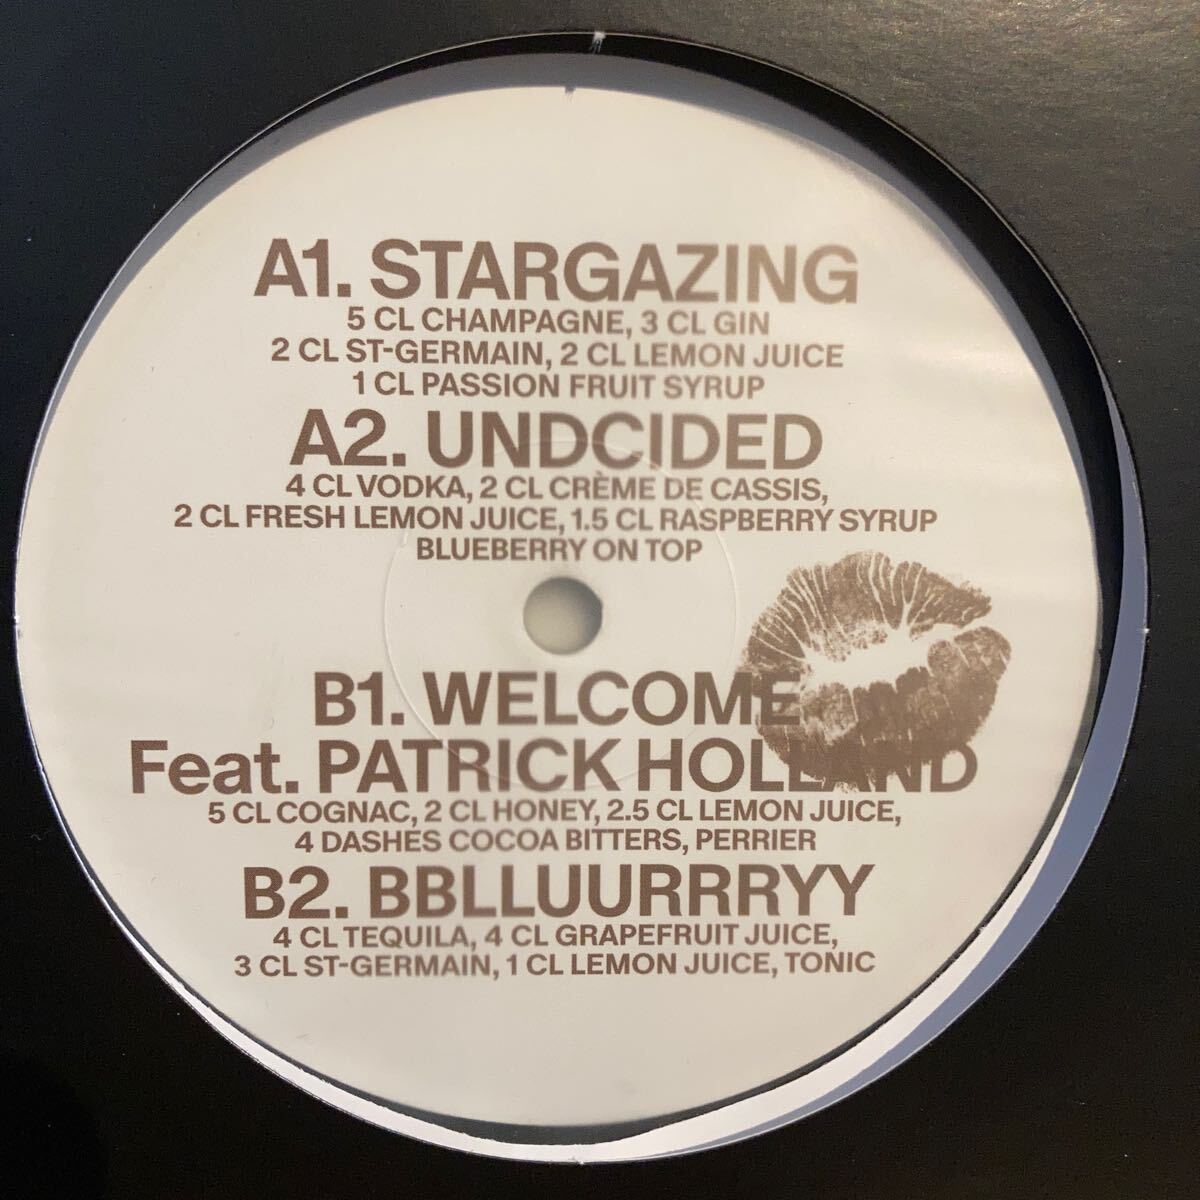 A1. STARGAZING
5 CL CHAMPAGNE, 3 CL GIN
2 CL ST-GERMAIN, 2 CL LEMON JUICE
1 CL PASSION FRUIT SYRUP
A2. UNDCIDED
4 CL VODKA, 2 CL CRÈME DE CASSIS,
2 CL FRESH LEMON JUICE, 1.5 CL RASPBERRY SYRUP
BLUEBERRY ON TOP
B1. WELCOME
Feat. PATRICK HOLLAND
5 CL COGNAC, 2 CL HONEY, 2.5 CL LEMON JUICE,
4 DASHES COCOA BITTERS, PERRIER
B2. BBLLUURRRYY
4 CL TEQUILA, 4 CL GRAPEFRUIT JUICE,
3 CL ST-GERMAIN, 1 CL LEMON JUICE, TONIC